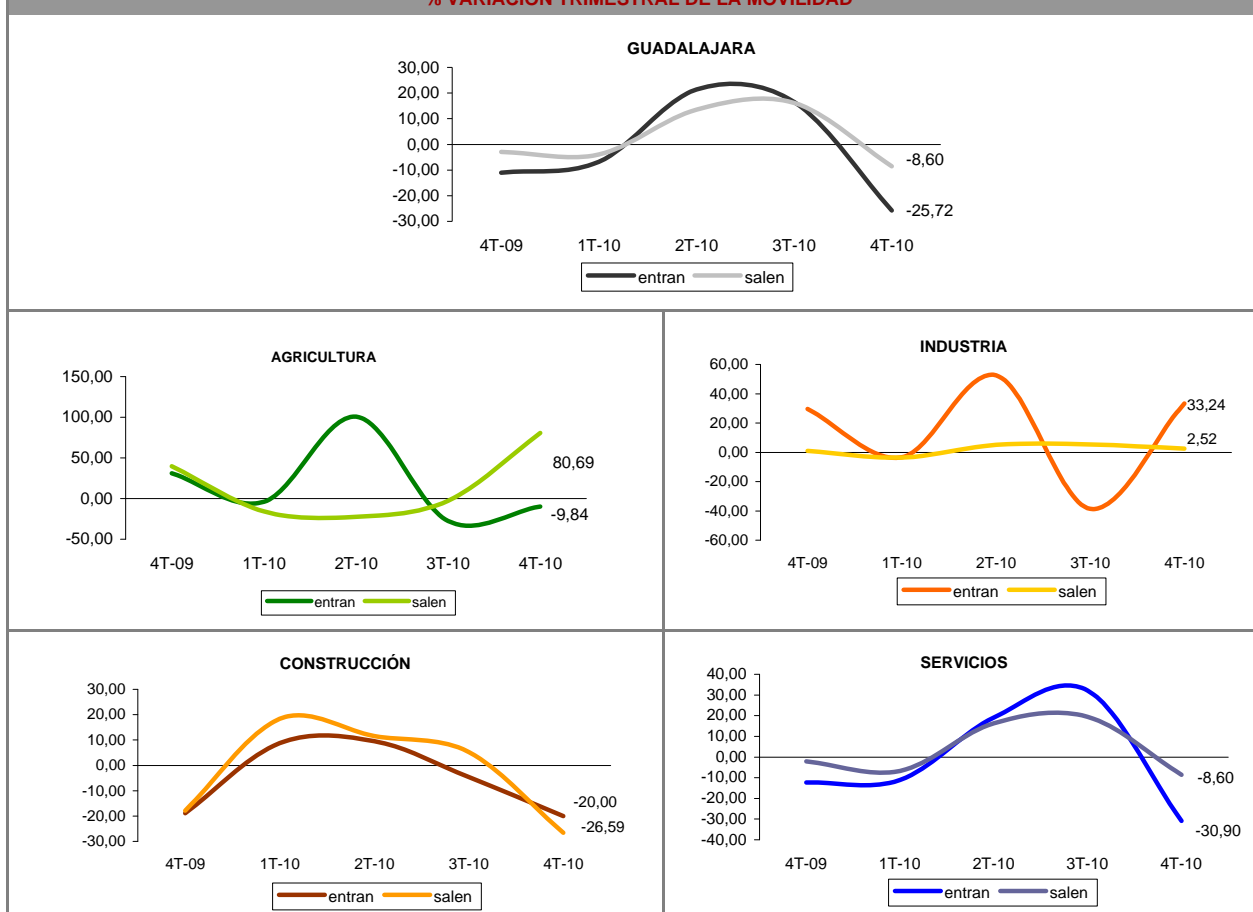 % VARIACIÓN TRIMESTRAL DE LA MOVILIDAD
GUADALAJARA
30,00
20,00
10,00
0,00
-10,00
-20,00
-30,00
-8,60
-25,72
4T-09 1T-10 2T-10 3T-10 4T-10
entran salen
AGRICULTURA
150,00
100,00
50,00
0,00
-50,00
80,69
-9,84
4T-09 1T-10 2T-10 3T-10 4T-10
entran salen
INDUSTRIA
60,00
40,00
20,00
0,00
-20,00
-40,00
-60,00
33,24
2,52
4T-09 1T-10 2T-10 3T-10 4T-10
entran salen
CONSTRUCCIÓN
30,00
20,00
10,00
0,00
-10,00
-20,00
-30,00
-20,00
-26,59
4T-09 1T-10 2T-10 3T-10 4T-10
entran salen
SERVICIOS
40,00
30,00
20,00
10,00
0,00
-10,00
-20,00
-30,00
-40,00
-8,60
-30,90
4T-09 1T-10 2T-10 3T-10 4T-10
entran salen